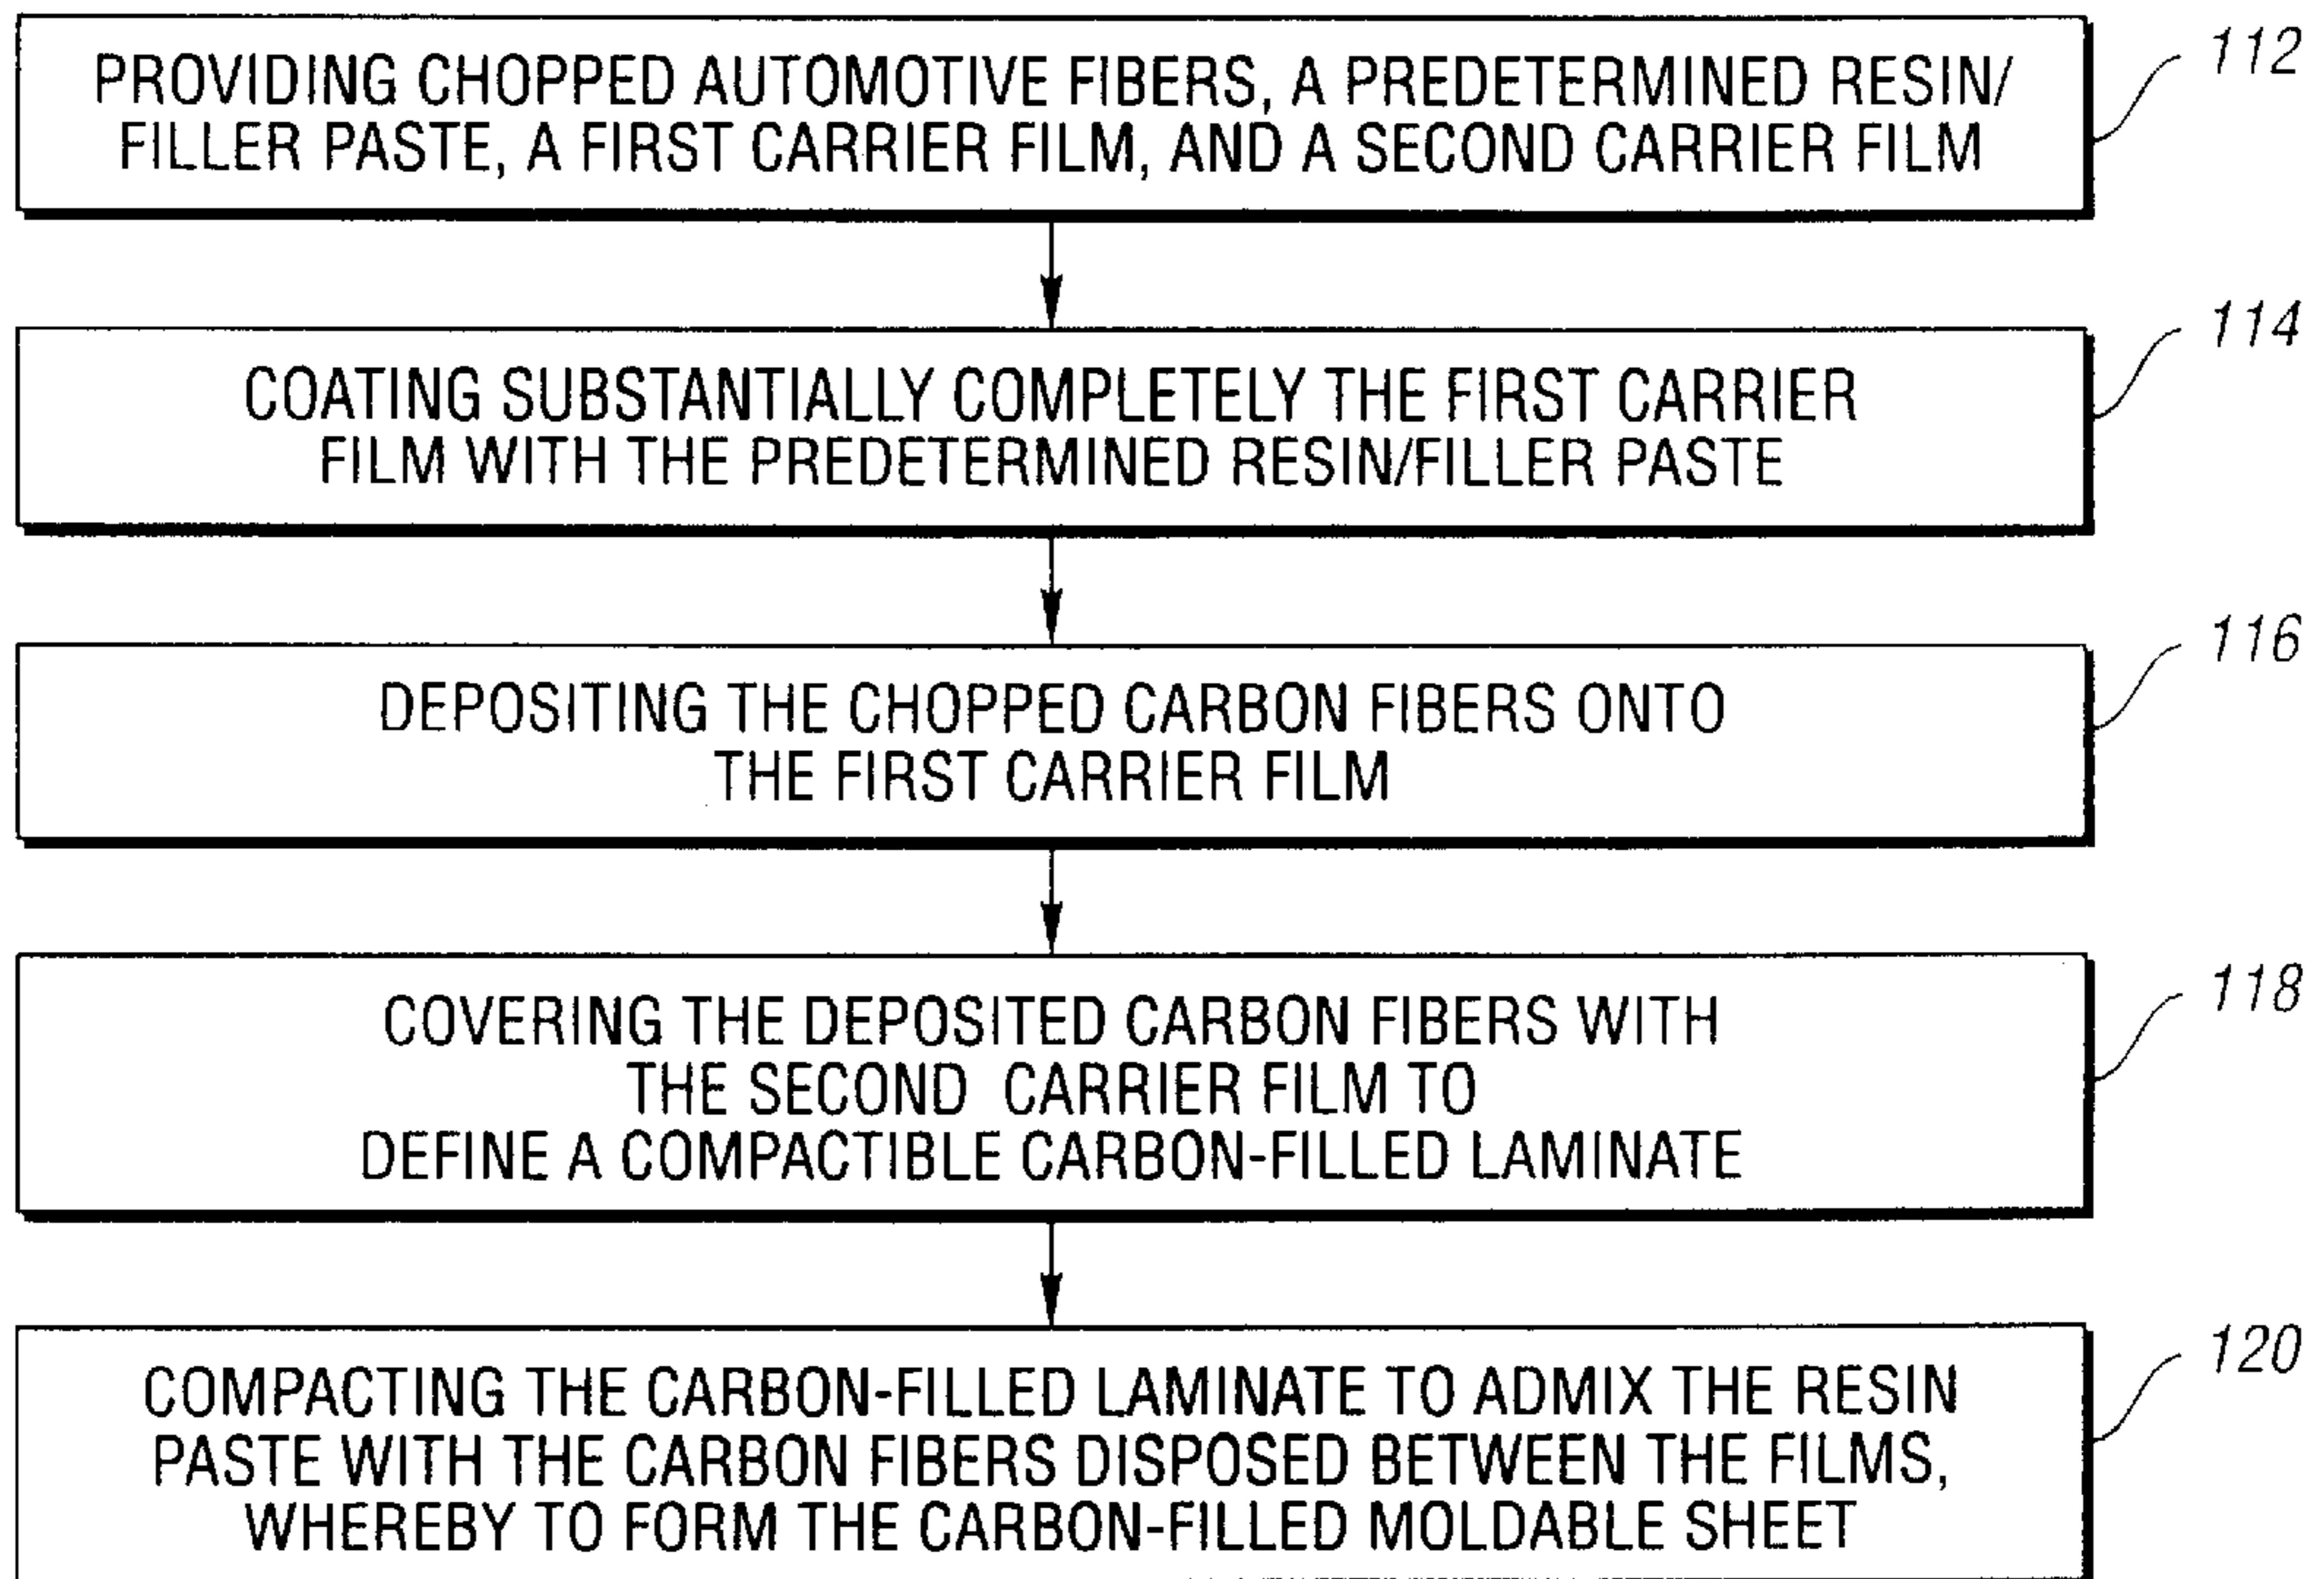 PROVIDING CHOPPED AUTOMOTIVE FIBERS, A PREDETERMINED RESIN/
FILLER PASTE, A FIRST CARRIER FILM, AND A SECOND CARRIER FILM
112
COATING SUBSTANTIALLY COMPLETELY THE FIRST CARRIER
FILM WITH THE PREDETERMINED RESIN/FILLER PASTE
114
DEPOSITING THE CHOPPED CARBON FIBERS ONTO
THE FIRST CARRIER FILM
116
COVERING THE DEPOSITED CARBON FIBERS WITH
THE SECOND CARRIER FILM TO
DEFINE A COMPACTIBLE CARBON-FILLED LAMINATE
118
COMPACTING THE CARBON-FILLED LAMINATE TO ADMIX THE RESIN
PASTE WITH THE CARBON FIBERS DISPOSED BETWEEN THE FILMS,
WHEREBY TO FORM THE CARBON-FILLED MOLDABLE SHEET
120